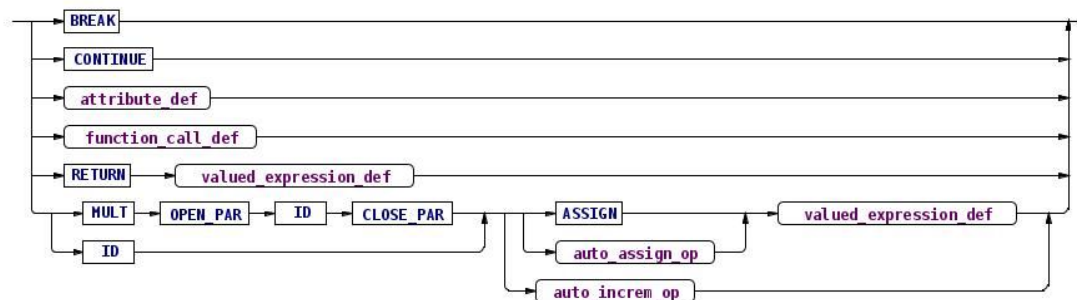 BREAK
CONTINUE
attribute_def
function_call_def
RETURN valued_expression_def
MULT OPEN_PAR ID CLOSE_PAR ASSIGN valued_expression_def
ID auto_assign_op
auto_increm_op